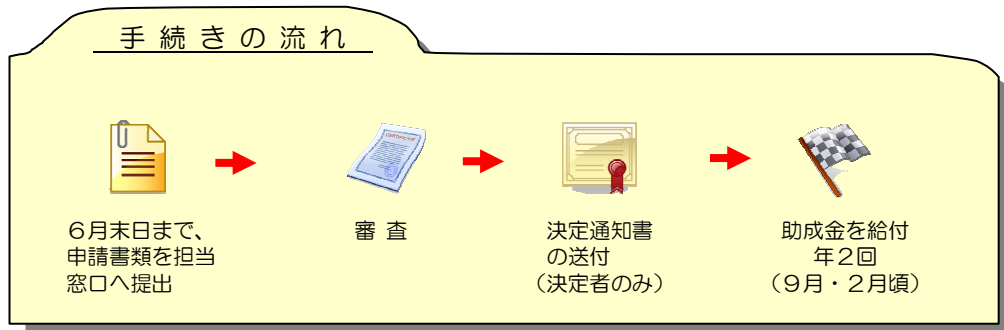 手続きの流れ
６月末日まで、
申請書類を担当
窓口へ提出
審 査
決定通知書
の送付
（決定者のみ）
助成金を給付
年２回
（９月・２月頃）